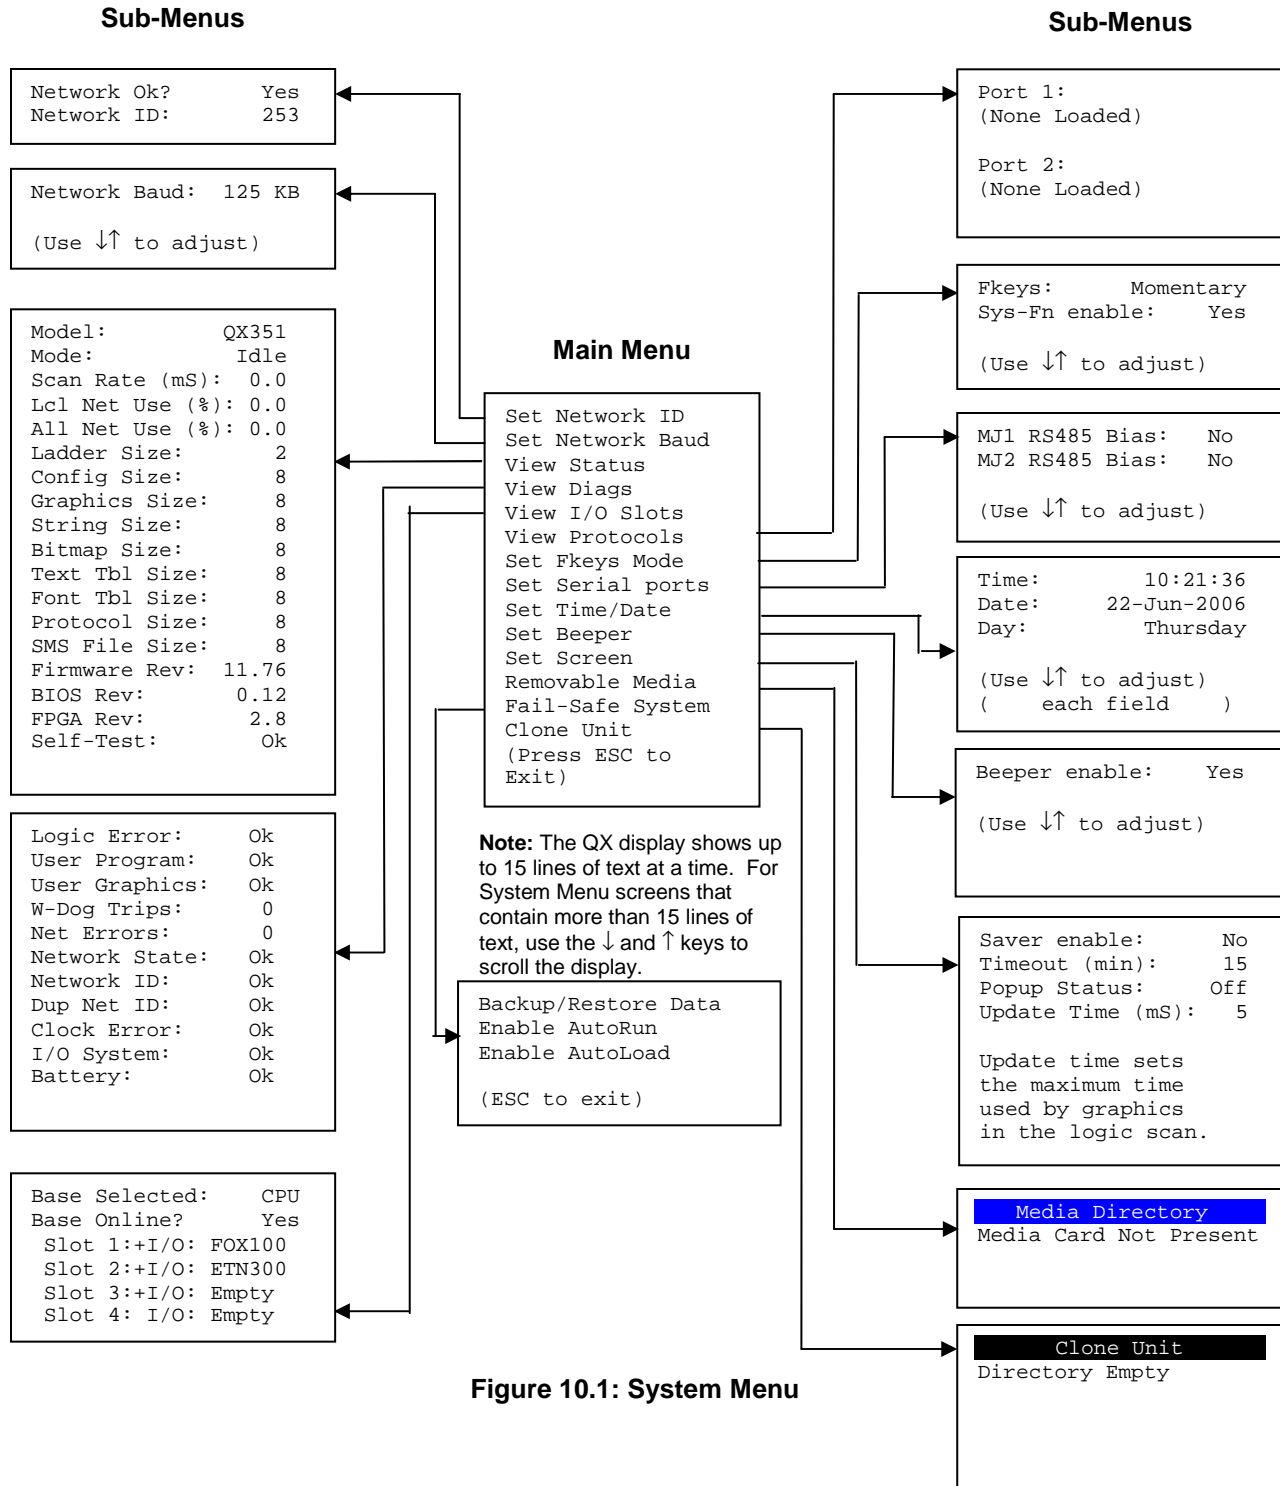 Sub-Menus
Network Ok? Yes
Network ID: 253
Network Baud: 125 KB
(Use ↓↑ to adjust)
Model: QX351
Mode: Idle
Scan Rate (mS): 0.0
Lcl Net Use (%): 0.0
All Net Use (%): 0.0
Ladder Size: 2
Config Size: 8
Graphics Size: 8
String Size: 8
Bitmap Size: 8
Text Tbl Size: 8
Font Tbl Size: 8
Protocol Size: 8
SMS File Size: 8
Firmware Rev: 11.76
BIOS Rev: 0.12
FPGA Rev: 2.8
Self-Test: Ok
Logic Error: Ok
User Program: Ok
User Graphics: Ok
W-Dog Trips: 0
Net Errors: 0
Network State: Ok
Network ID: Ok
Dup Net ID: Ok
Clock Error: Ok
I/O System: Ok
Battery: Ok
Base Selected: CPU
Base Online? Yes
Slot 1:+I/O: FOX100
Slot 2:+I/O: ETN300
Slot 3:+I/O: Empty
Slot 4: I/O: Empty
Main Menu
Set Network ID
Set Network Baud
View Status
View Diags
View I/O Slots
View Protocols
Set Fkeys Mode
Set Serial ports
Set Time/Date
Set Beeper
Set Screen
Removable Media
Fail-Safe System
Clone Unit
(Press ESC to
Exit)
Note: The QX display shows up
to 15 lines of text at a time. For
System Menu screens that
contain more than 15 lines of
text, use the ↓ and ↑ keys to
scroll the display.
Backup/Restore Data
Enable AutoRun
Enable AutoLoad
(ESC to exit)
Sub-Menus
Port 1:
(None Loaded)
Port 2:
(None Loaded)
Fkeys: Momentary
Sys-Fn enable: Yes
(Use ↓↑ to adjust)
MJ1 RS485 Bias: No
MJ2 RS485 Bias: No
(Use ↓↑ to adjust)
Time: 10:21:36
Date: 22-Jun-2006
Day: Thursday
(Use ↓↑ to adjust)
( each field )
Beeper enable: Yes
(Use ↓↑ to adjust)
Saver enable: No
Timeout (min): 15
Popup Status: Off
Update Time (mS): 5
Update time sets
the maximum time
used by graphics
in the logic scan.
Media Directory
Media Card Not Present
Clone Unit
Directory Empty
Figure 10.1: System Menu